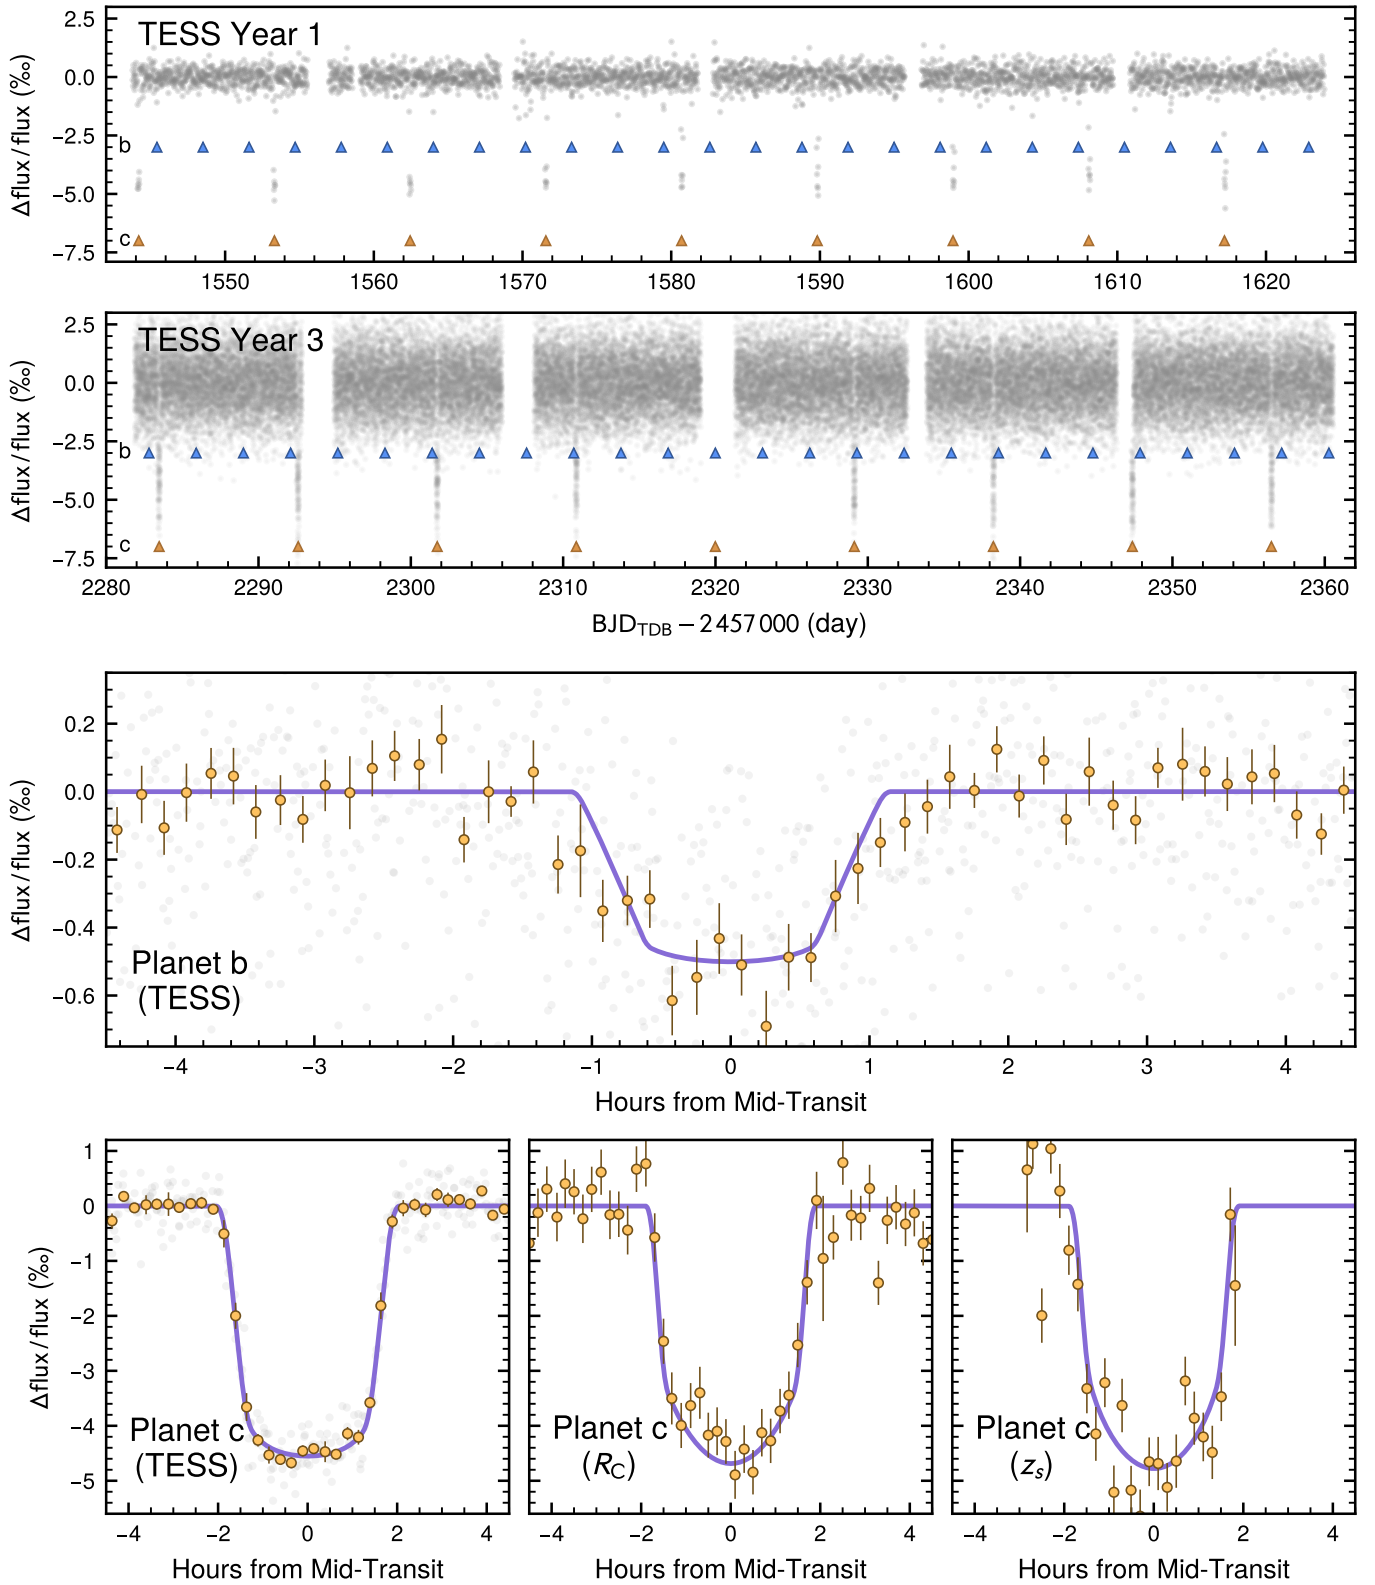 TESS Year 1
Δflux / flux (‰)
2.5
0.0
−2.5
−5.0
−7.5
b
c
1550 1560 1570 1580 1590 1600 1610 1620
TESS Year 3
Δflux / flux (‰)
2.5
0.0
−2.5
−5.0
−7.5
b
c
2280 2290 2300 2310 2320 2330 2340 2350 2360
BJD_TDB − 2 457 000 (day)
Δflux / flux (‰)
0.2
0.0
−0.2
−0.4
−0.6
Planet b
(TESS)
−4 −3 −2 −1 0 1 2 3 4
Hours from Mid-Transit
Δflux / flux (‰)
1
0
−1
−2
−3
−4
−5
Planet c
(TESS)
Planet c
(R_C)
Planet c
(z_s)
−4 −2 0 2 4 −4 −2 0 2 4 −4 −2 0 2 4
Hours from Mid-Transit Hours from Mid-Transit Hours from Mid-Transit